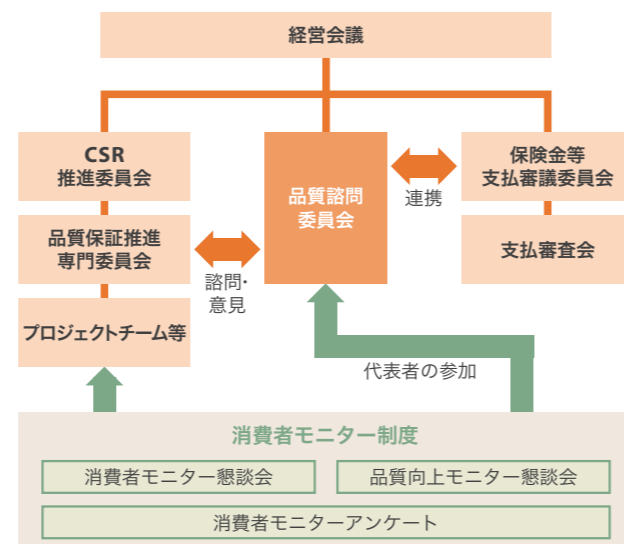 経営会議
CSR
推進委員会
品質諮問
委員会
保険金等
支払審議委員会
連携
品質保証推進
専門委員会
支払審査会
諮問・
意見
プロジェクトチーム等
代表者の参加
消費者モニター制度
消費者モニター懇談会
品質向上モニター懇談会
消費者モニターアンケート